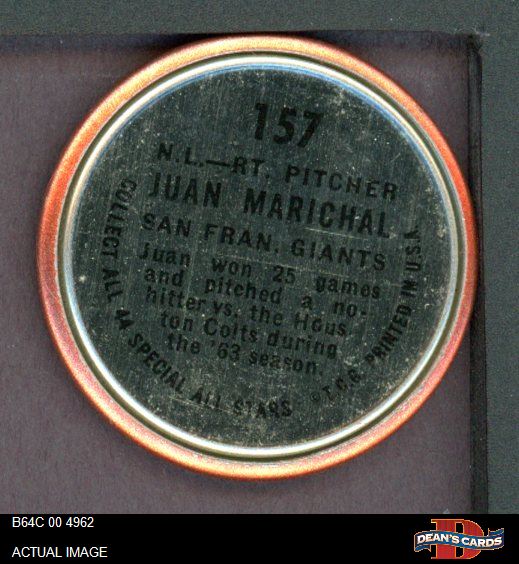 157
N.L.—RT. PITCHER
JUAN MARICHAL
SAN FRAN. GIANTS
Juan won 25 games
and pitched a no-
hitter vs. the Hous
ton Colts during
the '63 season.
COLLECT ALL 44 SPECIAL ALL STARS
©T.C.G. PRINTED IN U.S.A.
B64C 00 4962
ACTUAL IMAGE
D
DEAN'S CARDS